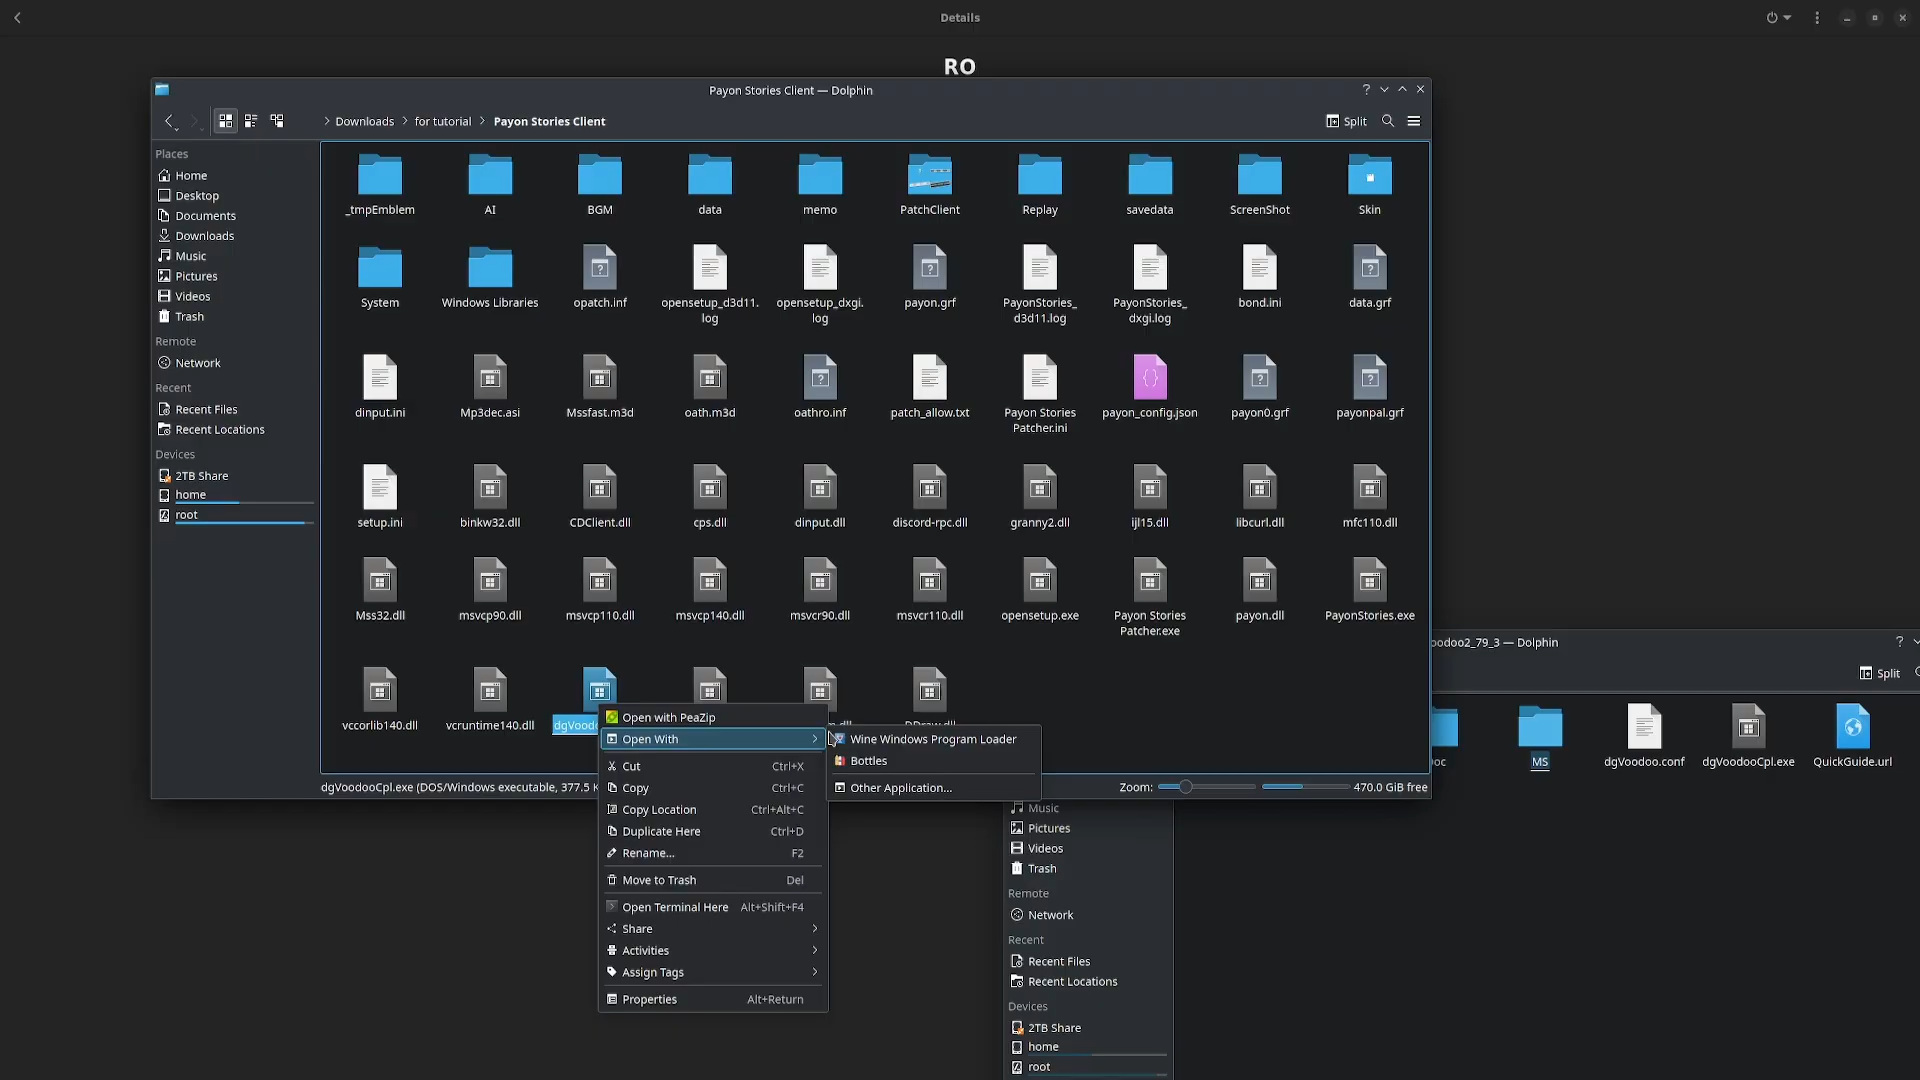 Details
RO
Payon Stories Client — Dolphin
Downloads
for tutorial
Payon Stories Client
Split
Places
Home
Desktop
Documents
Downloads
Music
Pictures
Videos
Trash
Remote
Network
Recent
Recent Files
Recent Locations
Devices
2TB Share
home
root
_tmpEmblem
AI
BGM
data
memo
PatchClient
Replay
savedata
ScreenShot
Skin
System
Windows Libraries
opatch.inf
opensetup_d3d11.
log
opensetup_dxgi.
log
payon.grf
PayonStories_
d3d11.log
PayonStories_
dxgi.log
bond.ini
data.grf
dinput.ini
Mp3dec.asi
Mssfast.m3d
oath.m3d
oathro.inf
patch_allow.txt
Payon Stories
Patcher.ini
payon_config.json
payon0.grf
payonpal.grf
setup.ini
binkw32.dll
CDClient.dll
cps.dll
dinput.dll
discord-rpc.dll
granny2.dll
ijl15.dll
libcurl.dll
mfc110.dll
Mss32.dll
msvcp90.dll
msvcp110.dll
msvcp140.dll
msvcr90.dll
msvcr110.dll
opensetup.exe
Payon Stories
Patcher.exe
payon.dll
PayonStories.exe
vccorlib140.dll
vcruntime140.dll
dgVoodo
dgVoodooCpl.exe (DOS/Windows executable, 377.5 K
Zoom:
470.0 GiB free
Open with PeaZip
Open With
Cut Ctrl+X
Copy Ctrl+C
Copy Location Ctrl+Alt+C
Duplicate Here Ctrl+D
Rename... F2
Move to Trash Del
Open Terminal Here Alt+Shift+F4
Share
Activities
Assign Tags
Properties Alt+Return
Wine Windows Program Loader
Bottles
Other Application...
oodoo2_79_3 — Dolphin
Split
oc
MS
dgVoodoo.conf
dgVoodooCpl.exe
QuickGuide.url
Music
Pictures
Videos
Trash
Remote
Network
Recent
Recent Files
Recent Locations
Devices
2TB Share
home
root